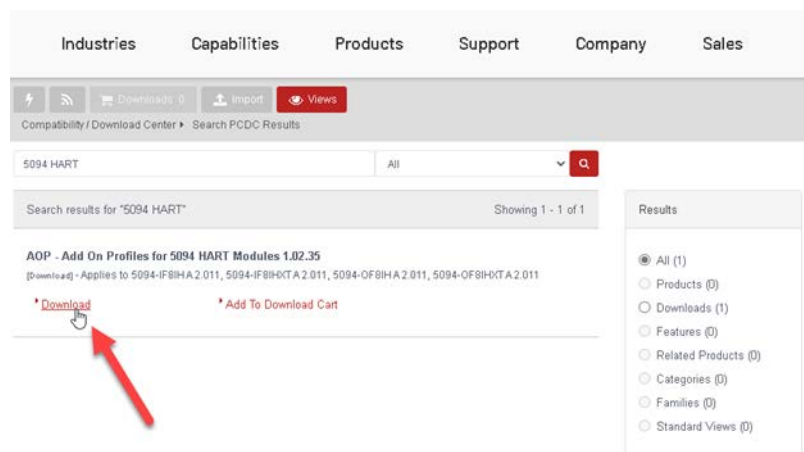 Industries Capabilities Products Support Company Sales
Downloads 0 Import Views
Compatibility / Download Center Search PCDC Results
5094 HART All
Search results for "5094 HART" Showing 1 - 1 of 1
AOP - Add On Profiles for 5094 HART Modules 1.02.35
[Download] - Applies to 5094-IF8IH A 2.011, 5094-IF8IHXT A 2.011, 5094-OF8IH A 2.011, 5094-OF8IHXT A 2.011
Download Add To Download Cart
Results
All (1)
Products (0)
Downloads (1)
Features (0)
Related Products (0)
Categories (0)
Families (0)
Standard Views (0)